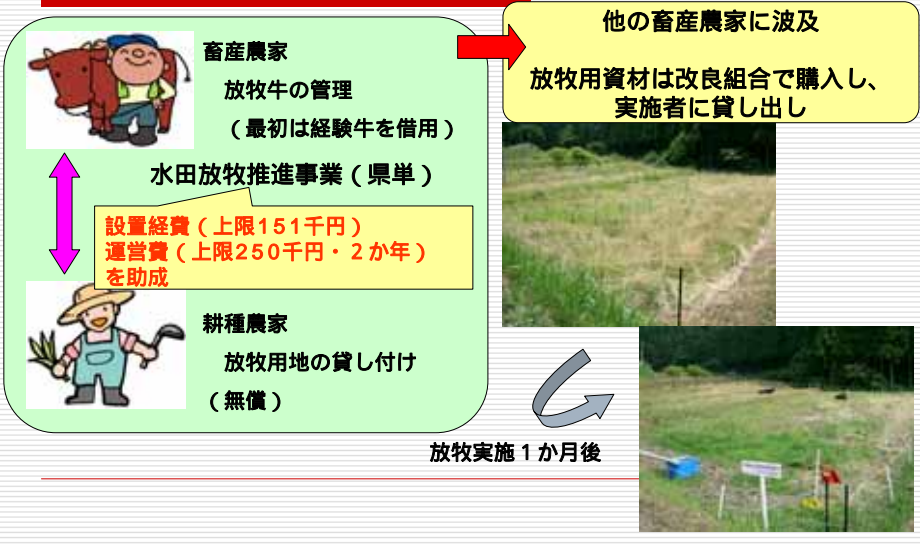 畜産農家
放牧牛の管理
（最初は経験牛を借用）
水田放牧推進事業（県単）
設置経費（上限151千円）
運営費（上限250千円・２か年）
を助成
耕種農家
放牧用地の貸し付け
（無償）
他の畜産農家に波及
放牧用資材は改良組合で購入し、
実施者に貸し出し
放牧実施１か月後